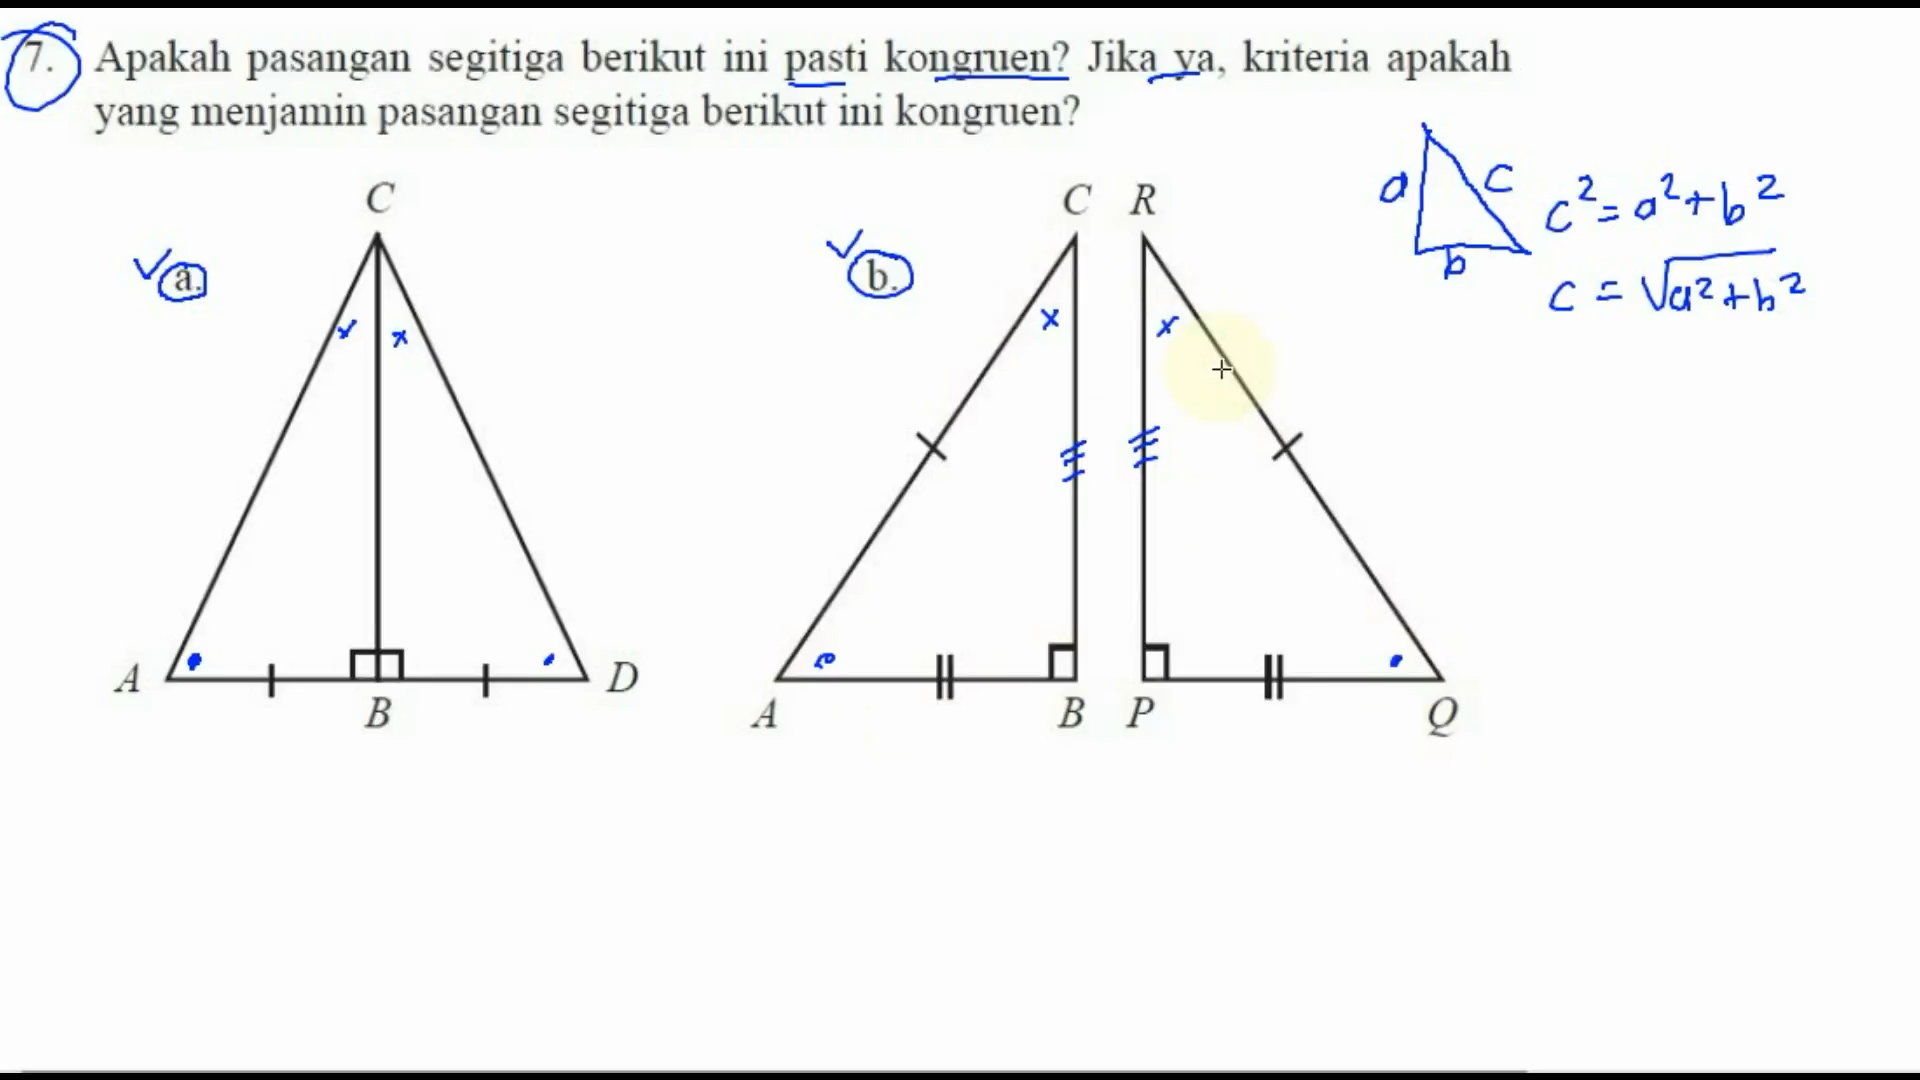 7. Apakah pasangan segitiga berikut ini pasti kongruen? Jika ya, kriteria apakah
yang menjamin pasangan segitiga berikut ini kongruen?
a.
C
x x
A B D
b.
C R
x x
A B P Q
a c
b
c² = a² + b²
c = √a² + b²